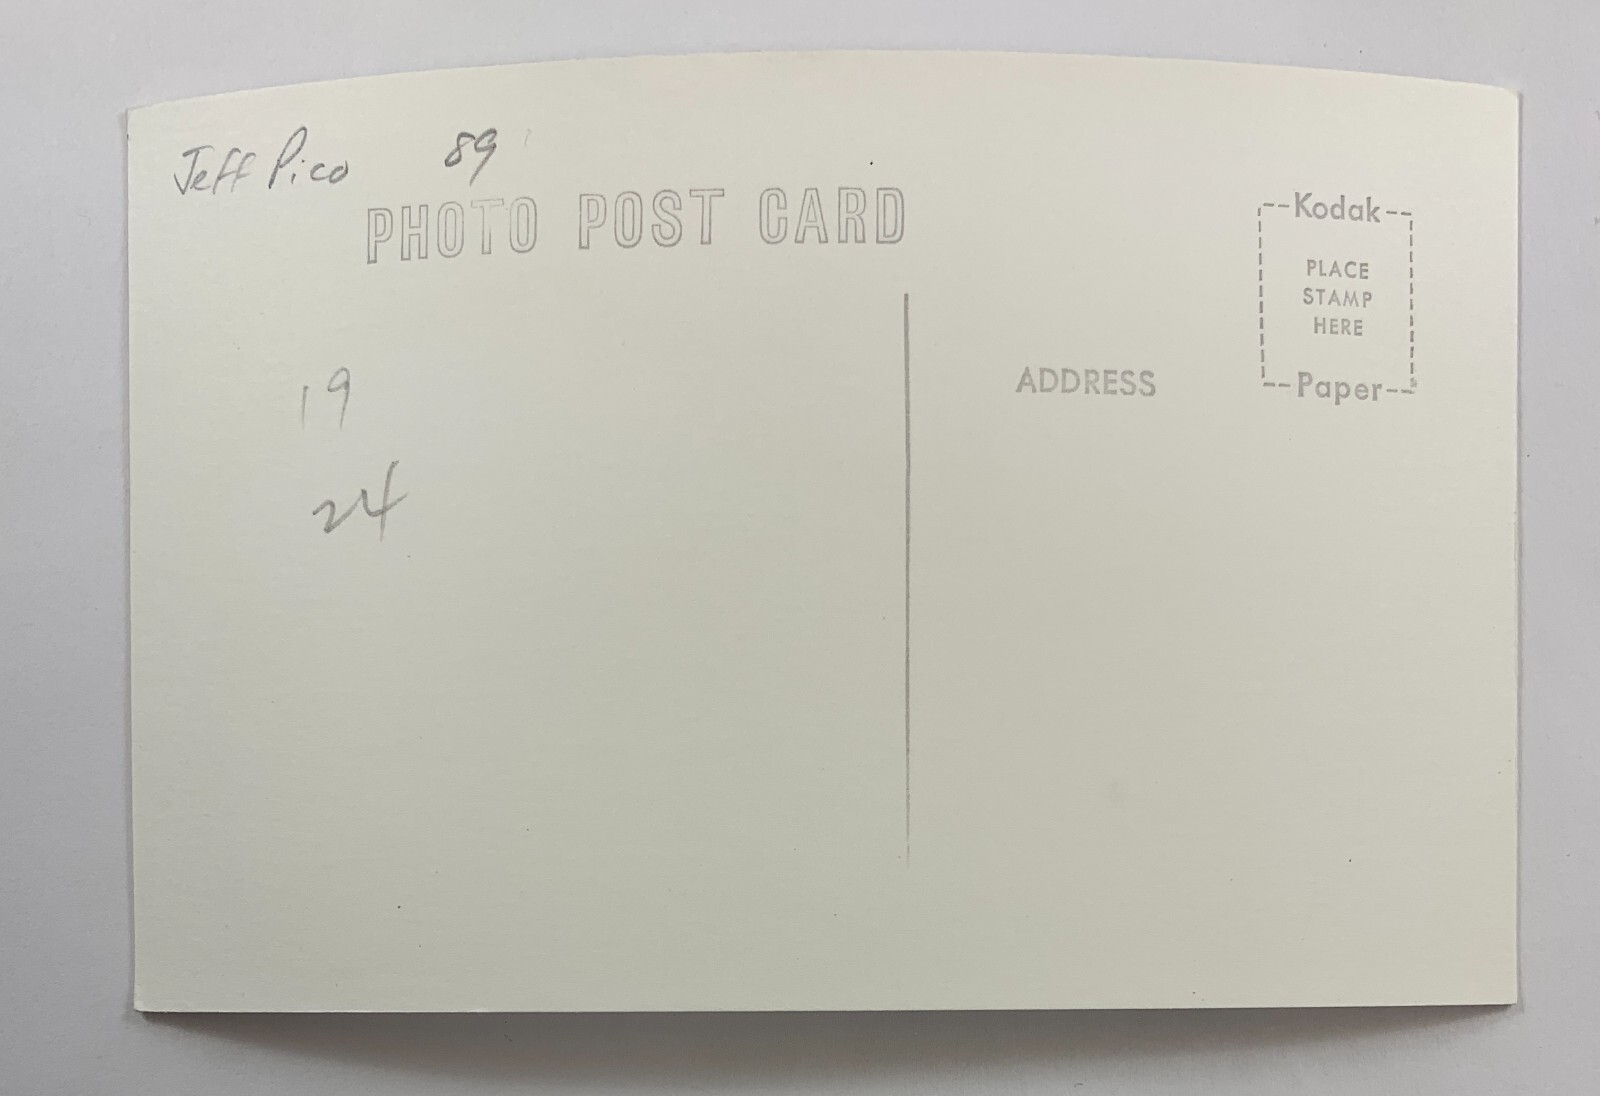 Jeff Pico 89
PHOTO POST CARD
--Kodak--
PLACE
STAMP
HERE
--Paper--
ADDRESS
19
24